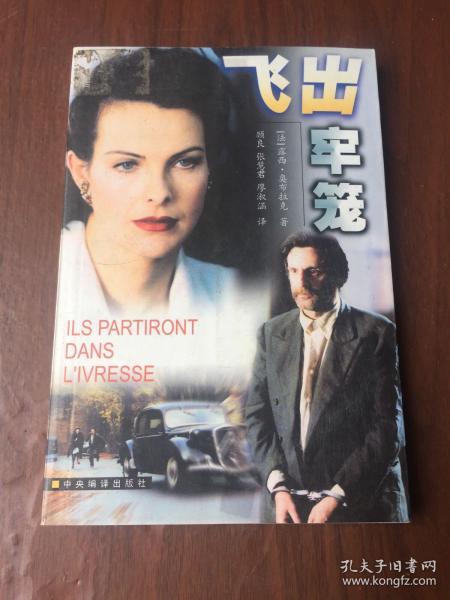 飞出
牢笼
[法]露西·奥布拉克 著
顾良 张慧君 廖淑涵 译
ILS PARTIRONT
DANS
L'IVRESSE
中央编译出版社
孔夫子旧书网
www.kongfz.com